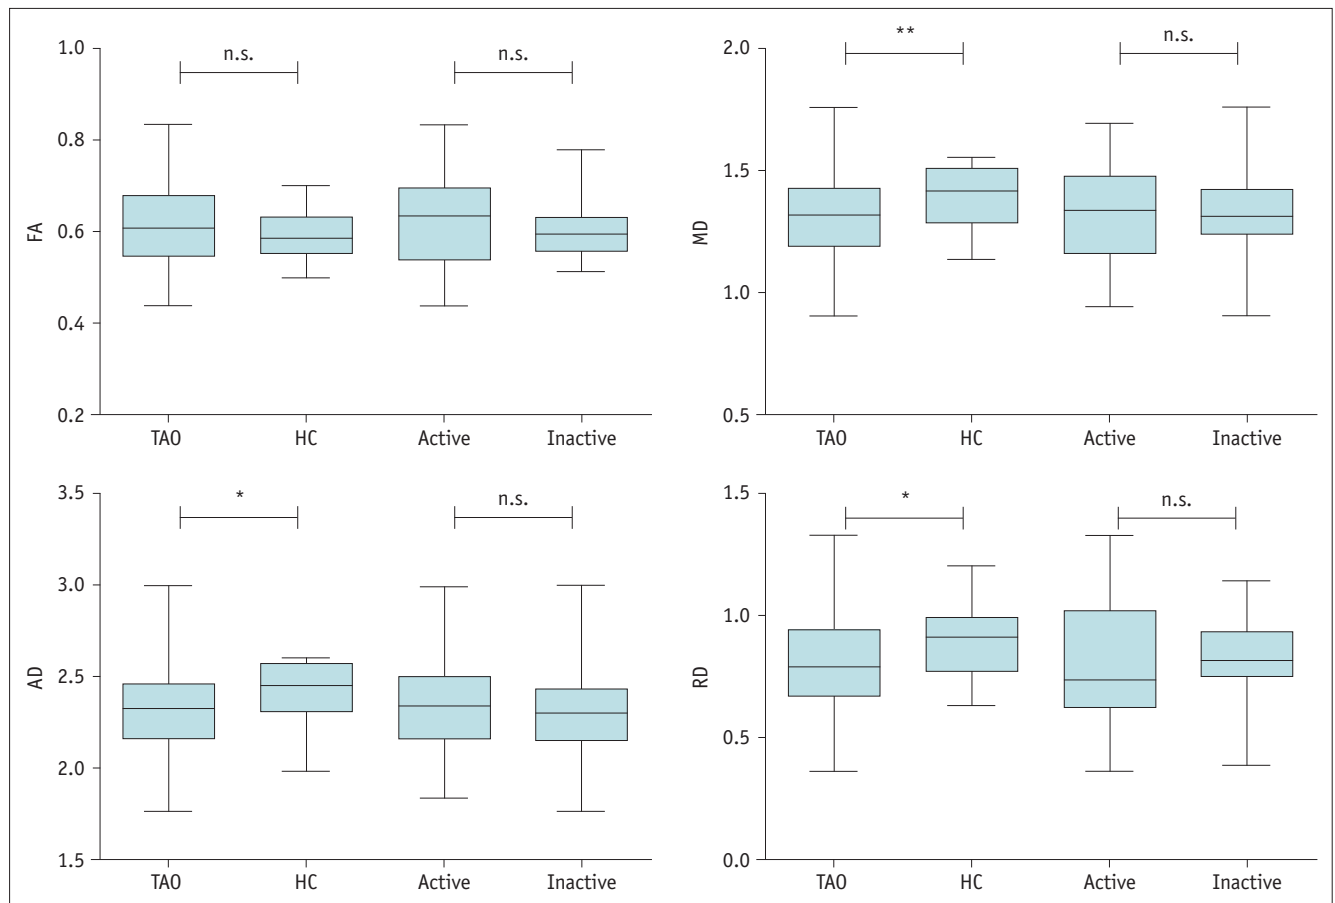 1.0
0.8
0.6
0.4
0.2
FA
n.s.
n.s.
TAO HC Active Inactive
2.0
1.5
1.0
0.5
MD
**
n.s.
TAO HC Active Inactive
3.5
3.0
2.5
2.0
1.5
AD
*
n.s.
TAO HC Active Inactive
1.5
1.0
0.5
0.0
RD
*
n.s.
TAO HC Active Inactive